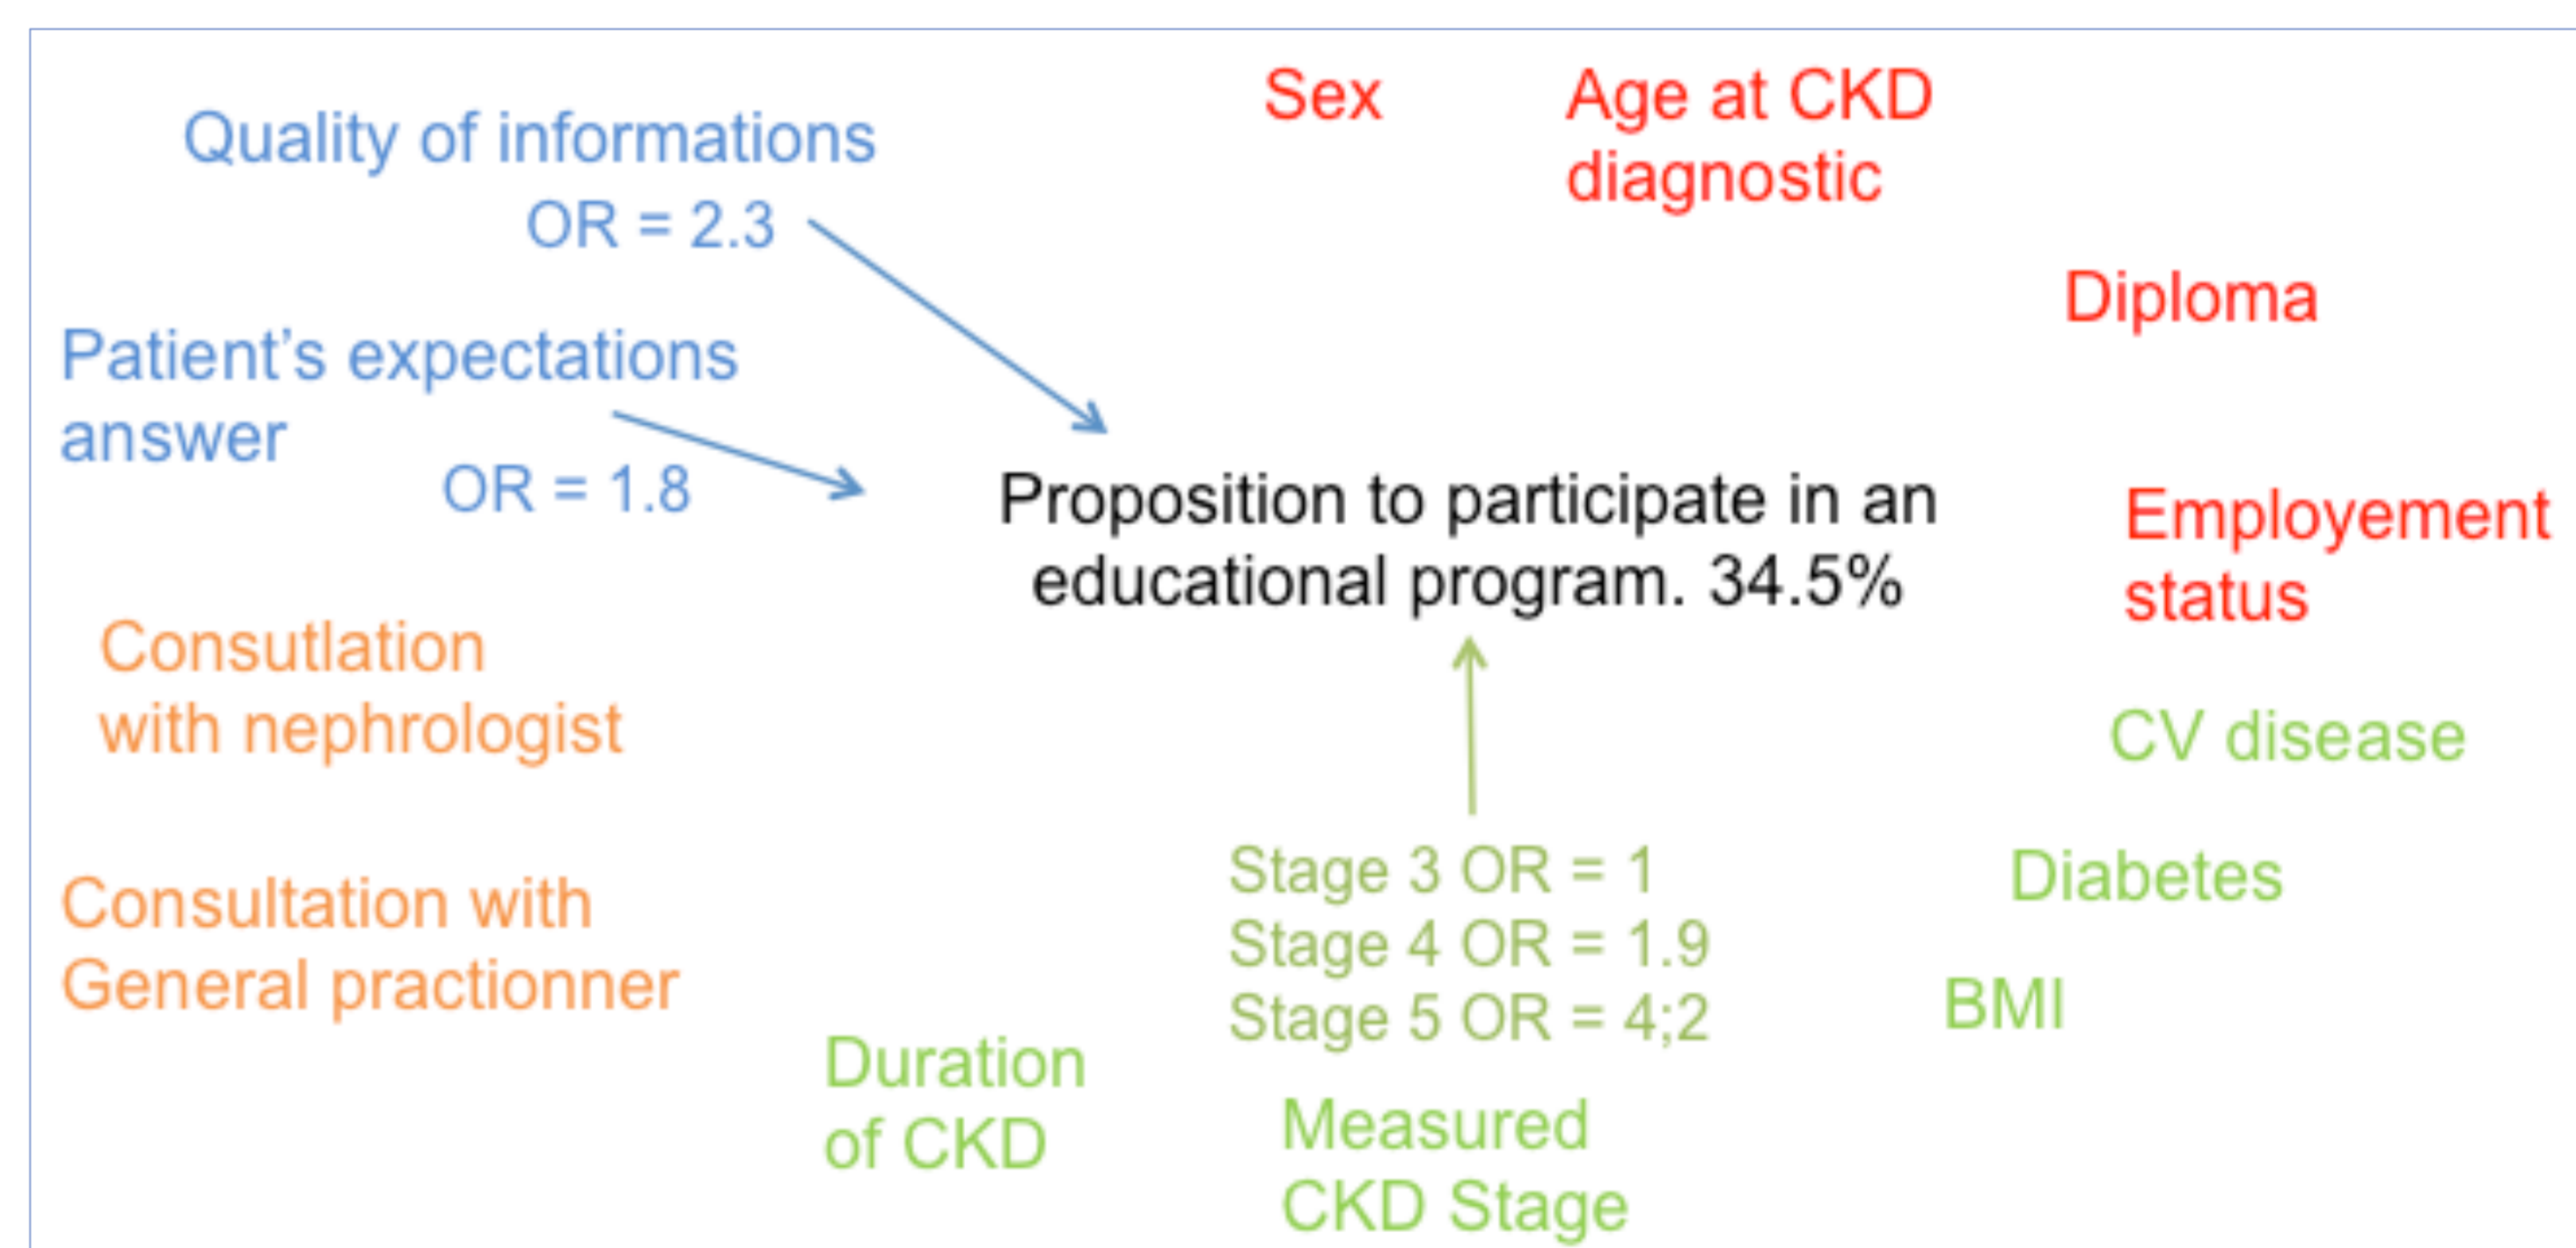 Sex
Age at CKD
diagnostic
Quality of informations
OR = 2.3
Diploma
Patient’s expectations
answer
OR = 1.8
Proposition to participate in an
educational program. 34.5%
Employement
status
Consutlation
with nephrologist
CV disease
Stage 3 OR = 1
Stage 4 OR = 1.9
Stage 5 OR = 4;2
Diabetes
Consultation with
General practionner
BMI
Duration
of CKD
Measured
CKD Stage